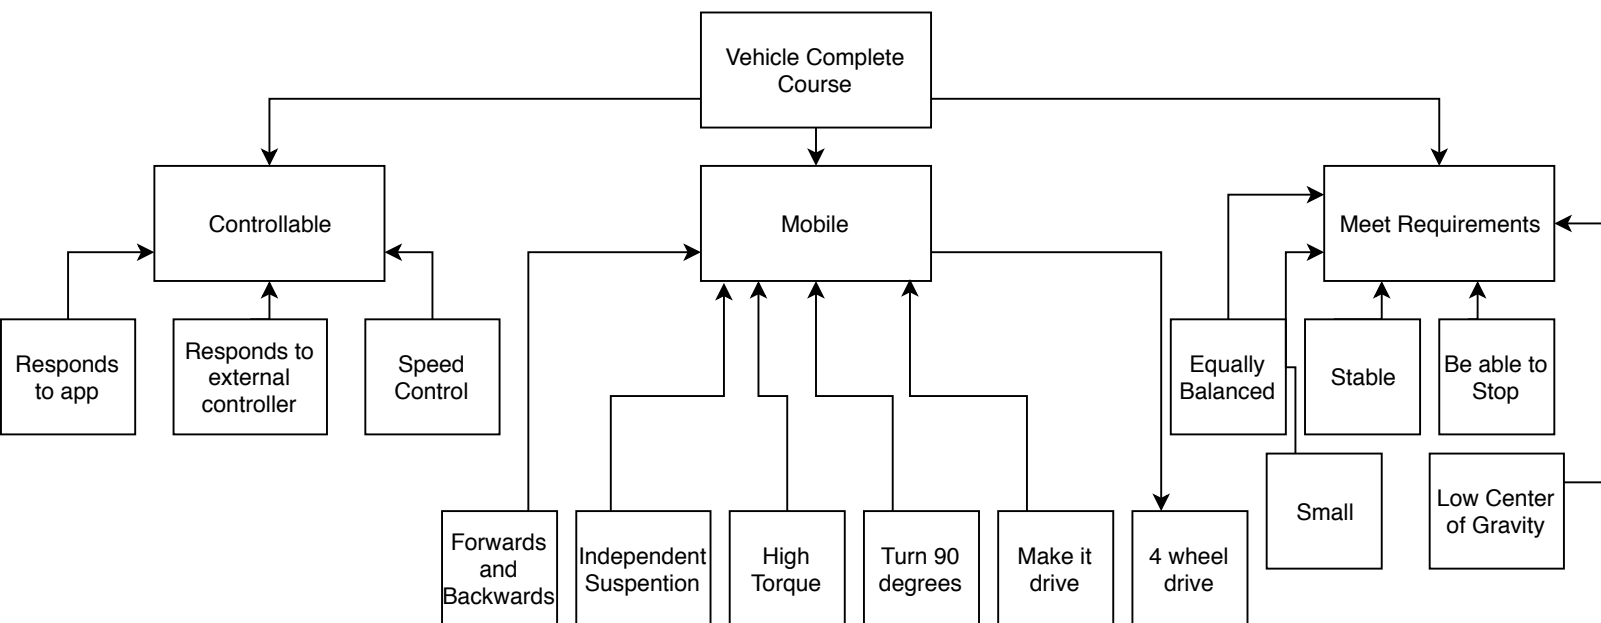 Vehicle Complete
Course
Controllable
Mobile
Meet Requirements
Responds
to app
Responds to
external
controller
Speed
Control
Equally
Balanced
Stable
Be able to
Stop
Small
Low Center
of Gravity
Forwards
and
Backwards
Independent
Suspention
High
Torque
Turn 90
degrees
Make it
drive
4 wheel
drive